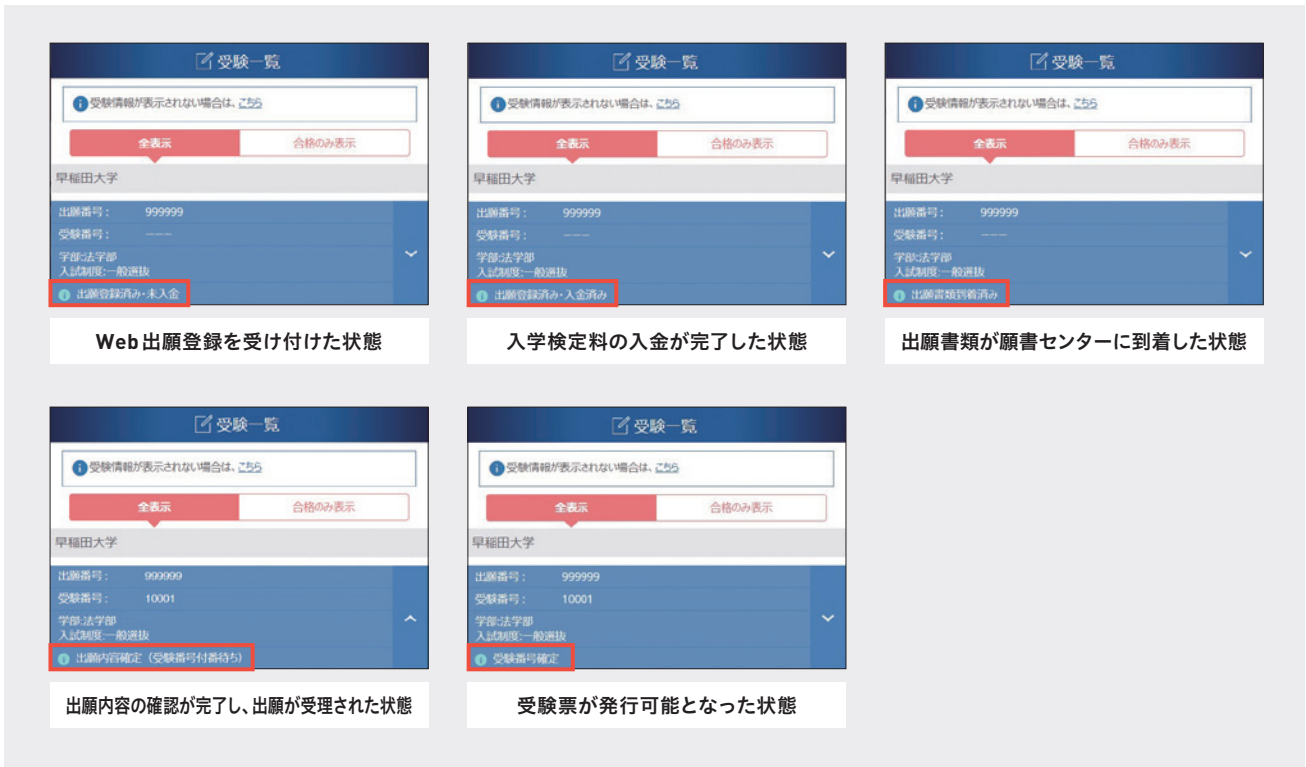 受験一覧
受験情報が表示されない場合は、こちら
全表示
合格のみ表示
早稲田大学
出願番号： 999999
受験番号： ---
学部:法学部
入試制度:一般選抜
出願登録済み・未入金
Web出願登録を受け付けた状態
受験一覧
受験情報が表示されない場合は、こちら
全表示
合格のみ表示
早稲田大学
出願番号： 999999
受験番号： ---
学部:法学部
入試制度:一般選抜
出願登録済み・入金済み
入学検定料の入金が完了した状態
受験一覧
受験情報が表示されない場合は、こちら
全表示
合格のみ表示
早稲田大学
出願番号： 999999
受験番号： ---
学部:法学部
入試制度:一般選抜
出願書類到着済み
出願書類が願書センターに到着した状態
受験一覧
受験情報が表示されない場合は、こちら
全表示
合格のみ表示
早稲田大学
出願番号： 999999
受験番号： 10001
学部:法学部
入試制度:一般選抜
出願内容確定（受験番号付番待ち）
出願内容の確認が完了し、出願が受理された状態
受験一覧
受験情報が表示されない場合は、こちら
全表示
合格のみ表示
早稲田大学
出願番号： 999999
受験番号： 10001
学部:法学部
入試制度:一般選抜
受験番号確定
受験票が発行可能となった状態